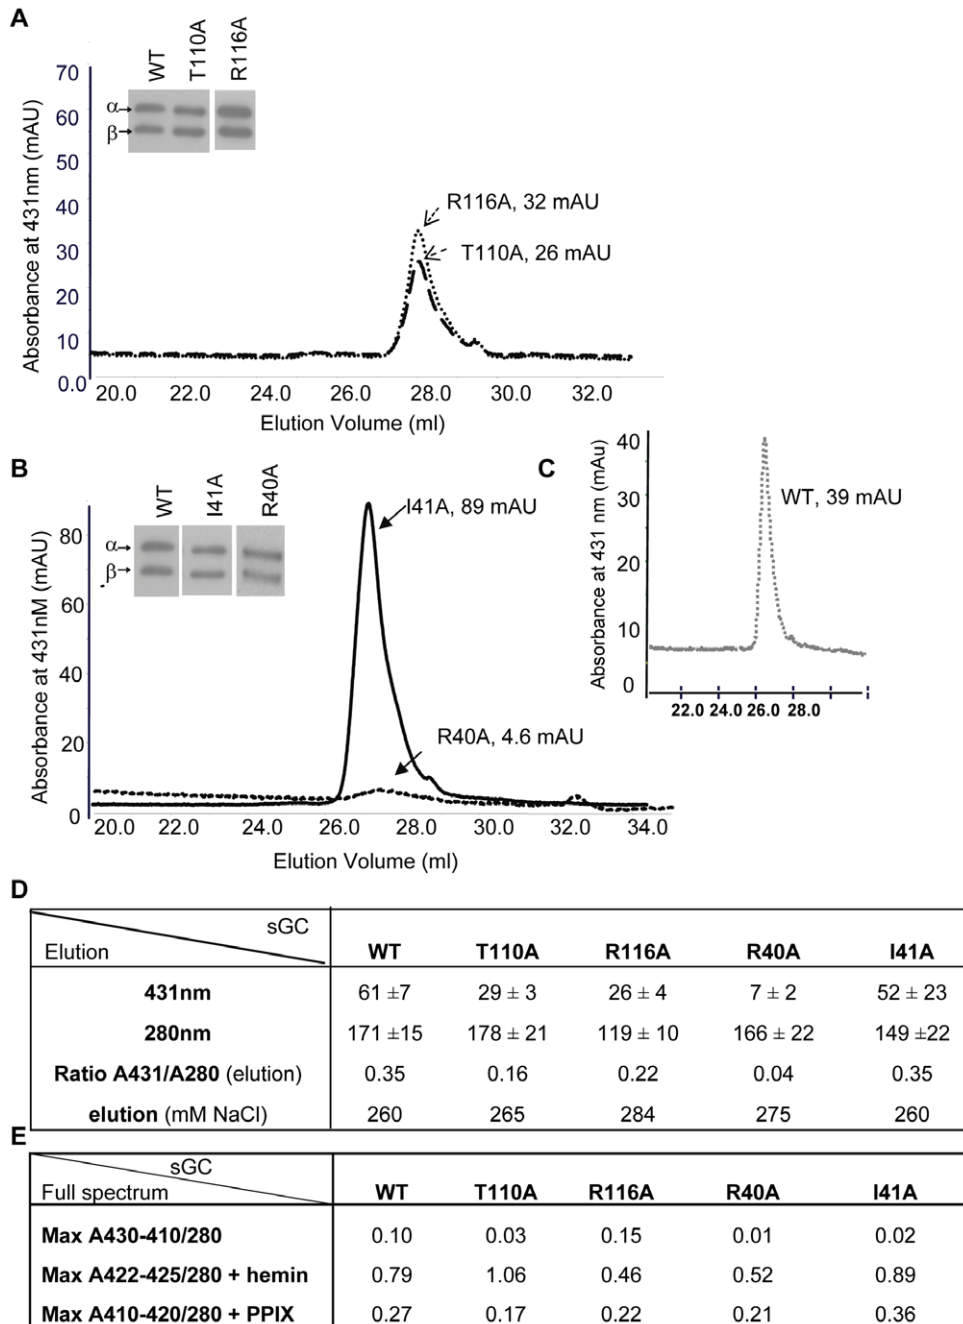 A
WT
T110A
R116A
α
β
Absorbance at 431nm (mAU)
70
60
50
40
30
20
10
0.0
R116A, 32 mAU
T110A, 26 mAU
20.0 22.0 24.0 26.0 28.0 30.0 32.0
Elution Volume (ml)
B
WT
I41A
R40A
α
β
Absorbance at 431nM (mAU)
80
60
40
20
0
I41A, 89 mAU
R40A, 4.6 mAU
20.0 22.0 24.0 26.0 28.0 30.0 32.0 34.0
Elution Volume (ml)
C
Absorbance at 431 nm (mAu)
40
30
20
10
0
WT, 39 mAU
22.0 24.0 26.0 28.0
D
sGC
Elution WT T110A R116A R40A I41A
431nm 61 ±7 29 ± 3 26 ± 4 7 ± 2 52 ± 23
280nm 171 ±15 178 ± 21 119 ± 10 166 ± 22 149 ±22
Ratio A431/A280 (elution) 0.35 0.16 0.22 0.04 0.35
elution (mM NaCl) 260 265 284 275 260
E
sGC
Full spectrum WT T110A R116A R40A I41A
Max A430-410/280 0.10 0.03 0.15 0.01 0.02
Max A422-425/280 + hemin 0.79 1.06 0.46 0.52 0.89
Max A410-420/280 + PPIX 0.27 0.17 0.22 0.21 0.36